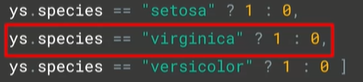 ys.species == "setosa" ? 1 : 0,
ys.species == "virginica" ? 1 : 0,
ys.species == "versicolor" ? 1 : 0 ]